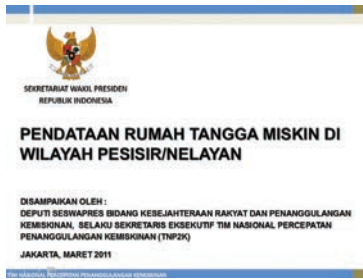 SEKRETARIAT WAKIL PRESIDEN
REPUBLIK INDONESIA
PENDATAAN RUMAH TANGGA MISKIN DI
WILAYAH PESISIR/NELAYAN
DISAMPAIKAN OLEH :
DEPUTI SESWAPRES BIDANG KESEJAHTERAAN RAKYAT DAN PENANGGULANGAN
KEMISKINAN, SELAKU SEKRETARIS EKSEKUTIF TIM NASIONAL PERCEPATAN
PENANGGULANGAN KEMISKINAN (TNP2K)
JAKARTA, MARET 2011
TIM NASIONAL PERCEPATAN PENANGGULANGAN KEMISKINAN